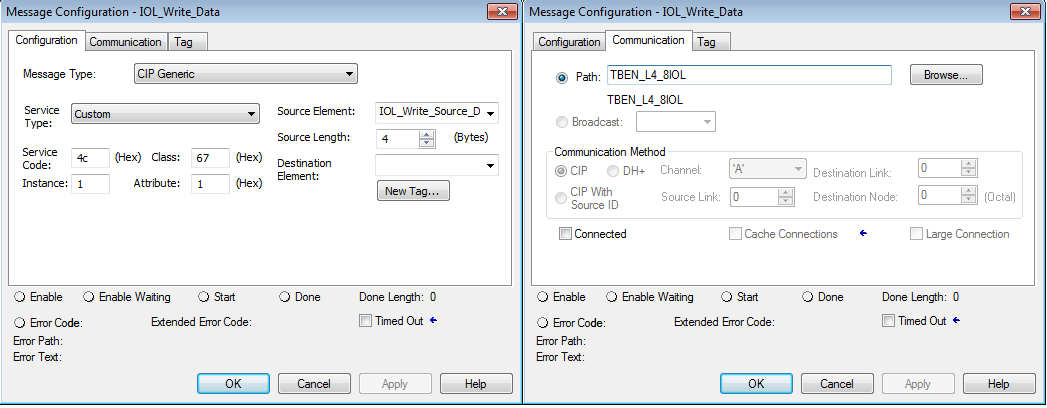 Message Configuration - IOL_Write_Data
Configuration Communication Tag
Message Type: CIP Generic
Service Type: Custom
Source Element: IOL_Write_Source_D
Source Length: 4 (Bytes)
Service Code: 4c (Hex) Class: 67 (Hex)
Destination Element:
Instance: 1 Attribute: 1 (Hex)
New Tag...
Enable Enable Waiting Start Done Done Length: 0
Error Code: Extended Error Code: Timed Out
Error Path:
Error Text:
OK Cancel Apply Help
Message Configuration - IOL_Write_Data
Configuration Communication Tag
Path: TBEN_L4_8IOL Browse...
TBEN_L4_8IOL
Broadcast:
Communication Method
CIP DH+ Channel: 'A' Destination Link: 0
CIP With Source ID Source Link: 0 Destination Node: 0 (Octal)
Connected Cache Connections Large Connection
Enable Enable Waiting Start Done Done Length: 0
Error Code: Extended Error Code: Timed Out
Error Path:
Error Text:
OK Cancel Apply Help